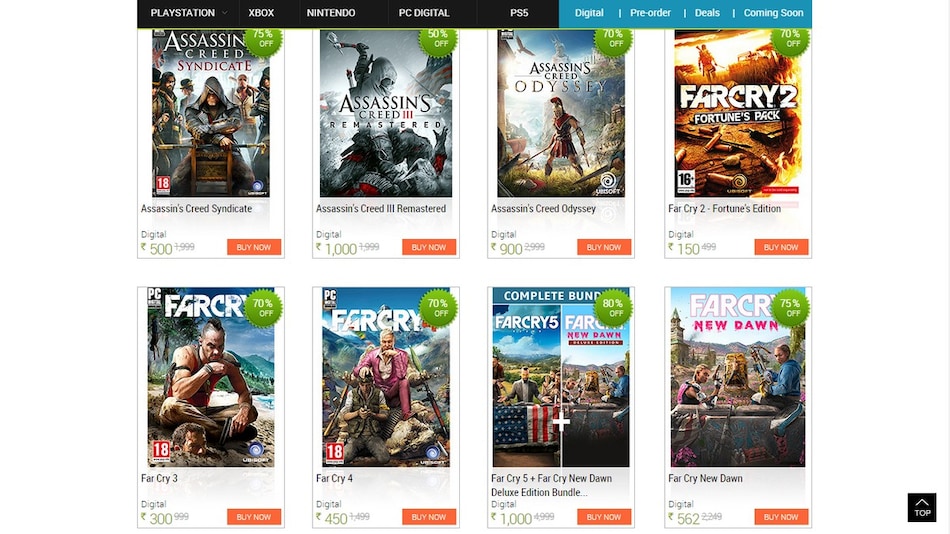 PLAYSTATION XBOX NINTENDO PC DIGITAL PS5 Digital | Pre-order | Deals | Coming Soon
75% OFF
ASSASSIN'S
CREED
SYNDICATE
18
UBISOFT
50% OFF
ASSASSIN'S
CREED III
REMASTERED
70% OFF
ASSASSIN'S
CREED
ODYSSEY
UBISOFT
70% OFF
FARCRY 2
FORTUNE'S PACK
16+
UBISOFT
Assassin's Creed Syndicate
Digital
₹ 500 1,999 BUY NOW
Assassin's Creed III Remastered
Digital
₹ 1,000 1,999 BUY NOW
Assassin's Creed Odyssey
Digital
₹ 900 2,999 BUY NOW
Far Cry 2 - Fortune's Edition
Digital
₹ 150 499 BUY NOW
PC
70% OFF
FARCRY
18
UBISOFT
PC
70% OFF
FARCRY
18
UBISOFT
COMPLETE BUND
80% OFF
FARCRY 5
FARCRY
NEW DAWN
DELUXE EDITION
+
75% OFF
FARCRY
NEW DAWN
Far Cry 3
Digital
₹ 300 999 BUY NOW
Far Cry 4
Digital
₹ 450 1,499 BUY NOW
Far Cry 5 + Far Cry New Dawn
Deluxe Edition Bundle...
Digital
₹ 1,000 4,999 BUY NOW
Far Cry New Dawn
Digital
₹ 562 2,249 BUY NOW
TOP